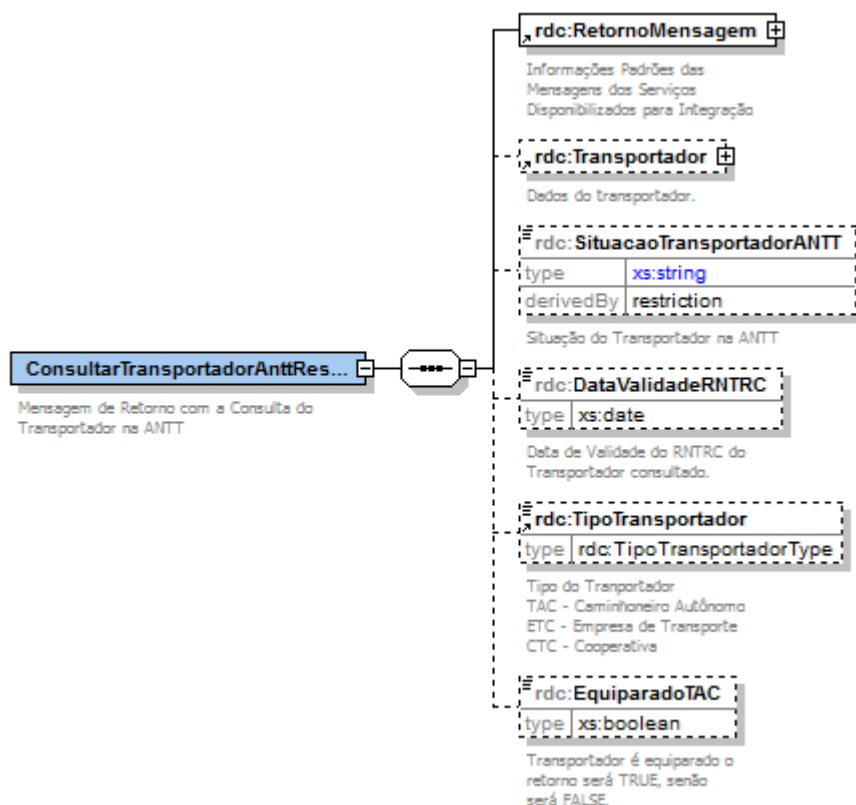 rdc:RetornoMensagem
Informações Padrões das
Mensagens dos Serviços
Disponibilizados para Integração
rdc:Transportador
Dados do transportador.
rdc:SituacaoTransportadorANTT
type xs:string
derivedBy restriction
Situação do Transportador na ANTT
ConsultarTransportadorAnttRes...
Mensagem de Retorno com a Consulta do
Transportador na ANTT
rdc:DataValidadeRNTRC
type xs:date
Data de Validade do RNTRC do
Transportador consultado.
rdc:TipoTransportador
type rdc:TipoTransportadorType
Tipo do Tranportador
TAC - Caminhoneiro Autônomo
ETC - Empresa de Transporte
CTC - Cooperativa
rdc:EquiparadoTAC
type xs:boolean
Transportador é equiparado o
retorno será TRUE, senão
será FALSE.